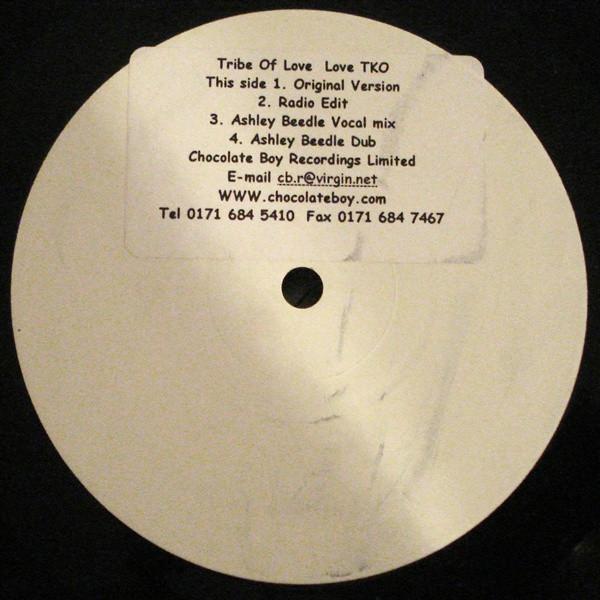 Tribe Of Love Love TKO
This side 1. Original Version
2. Radio Edit
3. Ashley Beedle Vocal mix
4. Ashley Beedle Dub
Chocolate Boy Recordings Limited
E-mail cb.r@virgin.net
WWW.chocolateboy.com
Tel 0171 684 5410 Fax 0171 684 7467